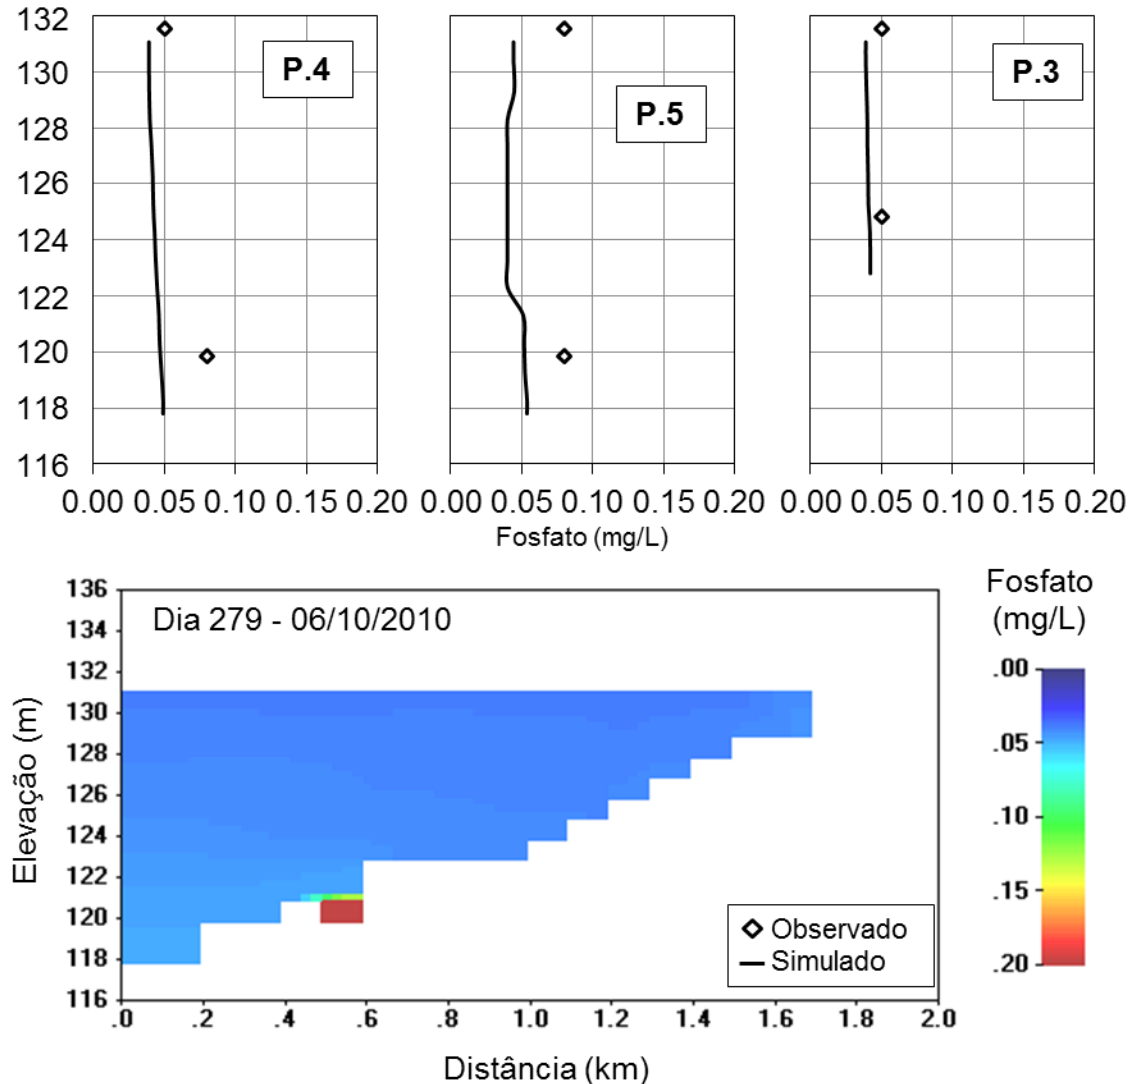 132
130
128
126
124
122
120
118
116
P.4
P.5
P.3
0.00 0.05 0.10 0.15 0.20 0.00 0.05 0.10 0.15 0.20 0.00 0.05 0.10 0.15 0.20
Fosfato (mg/L)
Elevação (m)
136
134
132
130
128
126
124
122
120
118
116
Dia 279 - 06/10/2010
Observado
Simulado
.0 .2 .4 .6 .8 1.0 1.2 1.4 1.6 1.8 2.0
Distância (km)
Fosfato
(mg/L)
.00
.05
.10
.15
.20